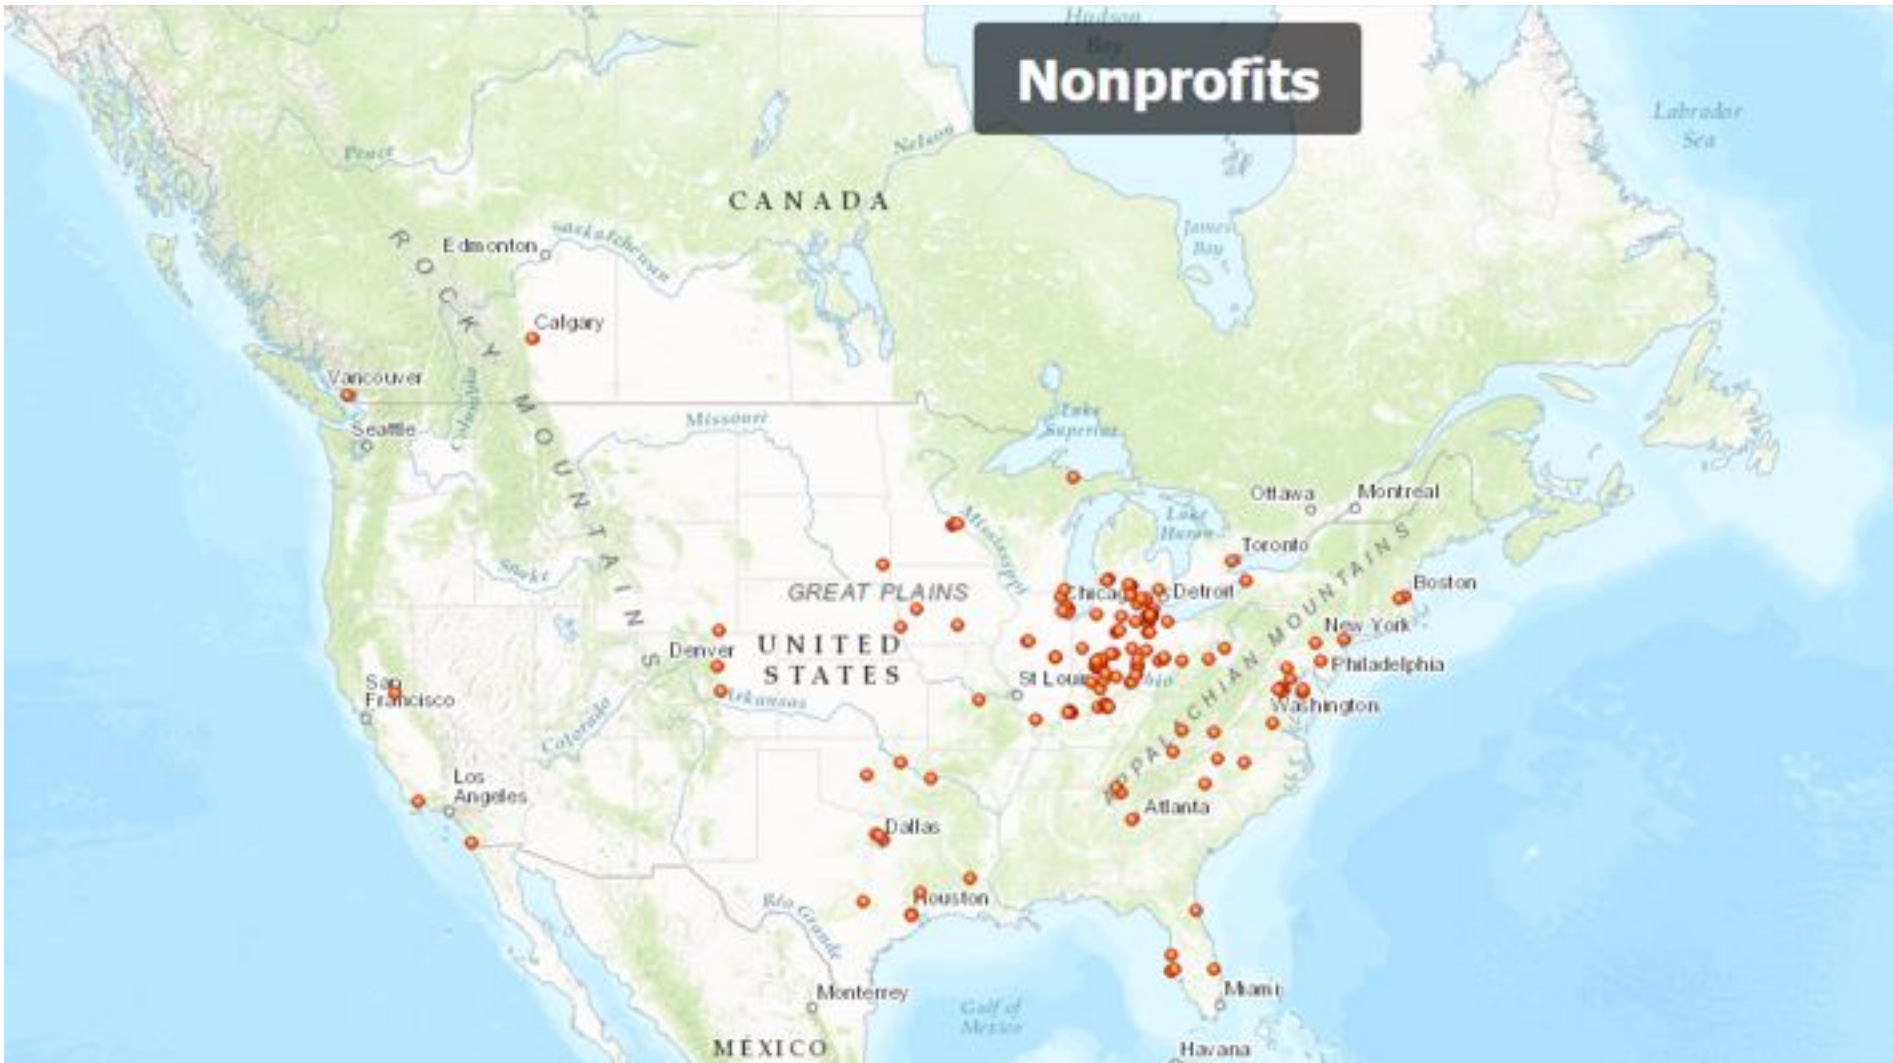 Hudson
Bay
Nonprofits
Labrador
Sea
Peace
Nelson
CANADA
James
Bay
Edmonton
Saskatchewan
ROCKY MOUNTAINS
Calgary
Vancouver
Columbia
Seattle
Missouri
Lake
Superior
Ottawa
Montreal
Mississippi
Lake
Huron
Toronto
Snake
GREAT PLAINS
Detroit
Boston
APPALACHIAN MOUNTAINS
New York
Denver
UNITED
STATES
Philadelphia
San
Francisco
Arkansas
Ohio
Washington
Colorado
Los
Angeles
Atlanta
Dallas
Houston
Rio Grande
Monterrey
Gulf of
Mexico
Miami
MÉXICO
Havana